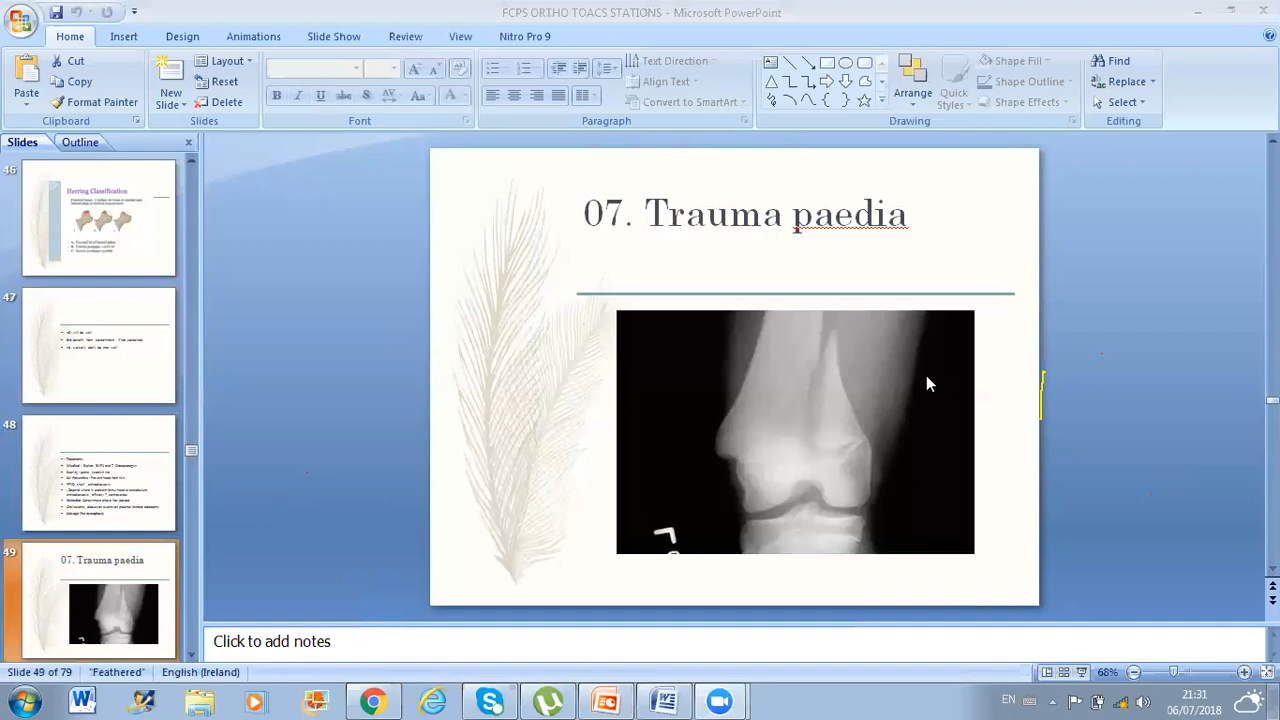 FCPS ORTHO TOACS STATIONS - Microsoft PowerPoint
Home Insert Design Animations Slide Show Review View Nitro Pro 9
Paste
Cut
Copy
Format Painter
Clipboard
New Slide
Layout
Reset
Delete
Slides
B I U abc S AV Aa A
Font
Text Direction
Align Text
Convert to SmartArt
Paragraph
Arrange
Quick Styles
Shape Fill
Shape Outline
Shape Effects
Drawing
Find
Replace
Select
Editing
Slides Outline
46
Herring Classification
47
48
49
07. Trauma paedia
07. Trauma paedia
Click to add notes
Slide 49 of 79 "Feathered" English (Ireland) 68%
EN 21:31
06/07/2018